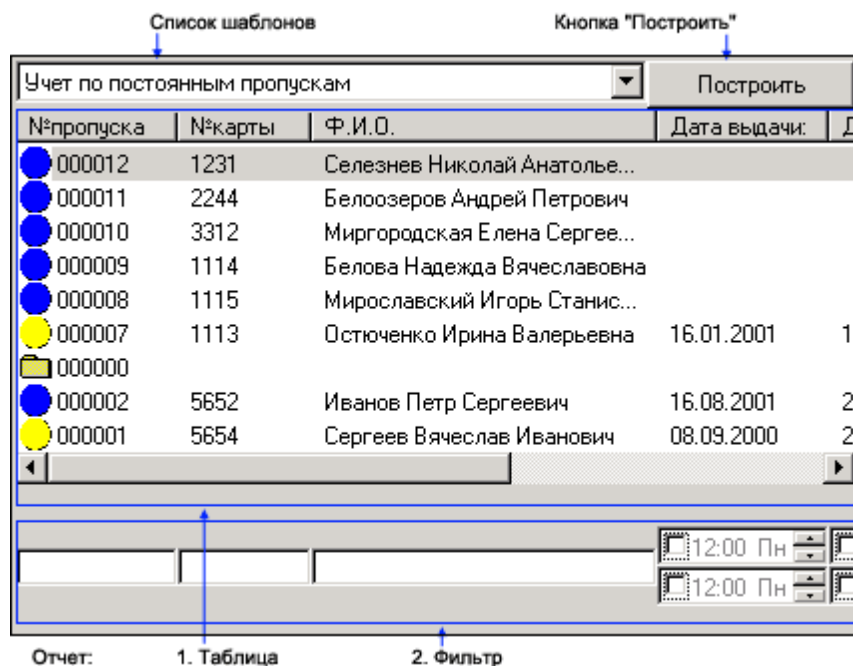 Список шаблонов Кнопка "Построить"
Учет по постоянным пропускам Построить
№пропуска №карты Ф.И.О. Дата выдачи: Д
000012 1231 Селезнев Николай Анатолье...
000011 2244 Белоозеров Андрей Петрович
000010 3312 Миргородская Елена Сергее...
000009 1114 Белова Надежда Вячеславовна
000008 1115 Мирославский Игорь Станис...
000007 1113 Остюченко Ирина Валерьевна 16.01.2001 1
000000
000002 5652 Иванов Петр Сергеевич 16.08.2001 2
000001 5654 Сергеев Вячеслав Иванович 08.09.2000 2
12:00 Пн
12:00 Пн
Отчет: 1. Таблица 2. Фильтр